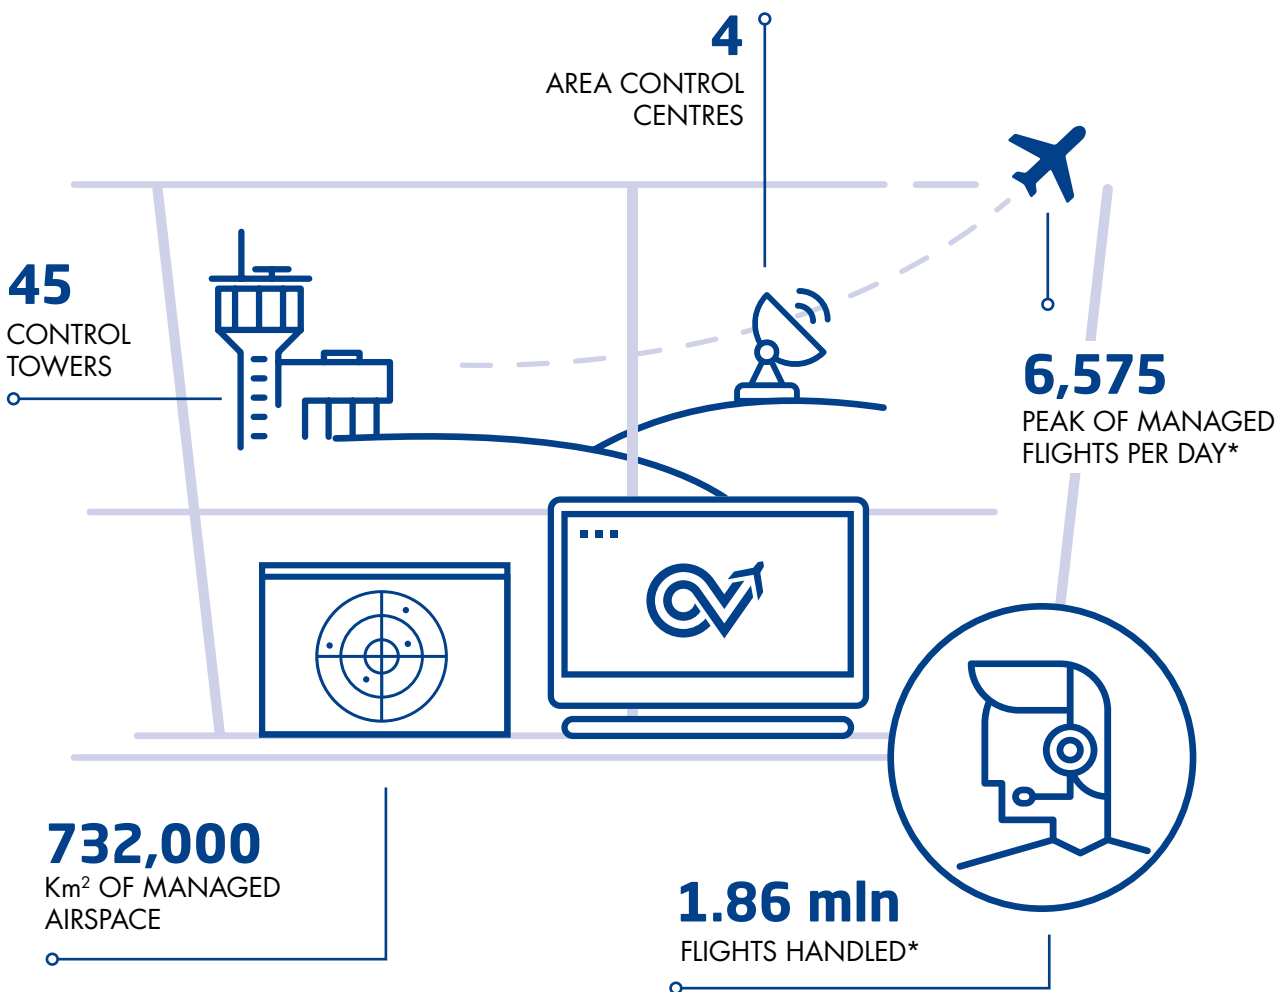 4
AREA CONTROL
CENTRES
45
CONTROL
TOWERS
6,575
PEAK OF MANAGED
FLIGHTS PER DAY*
732,000
Km² OF MANAGED
AIRSPACE
1.86 mln
FLIGHTS HANDLED*